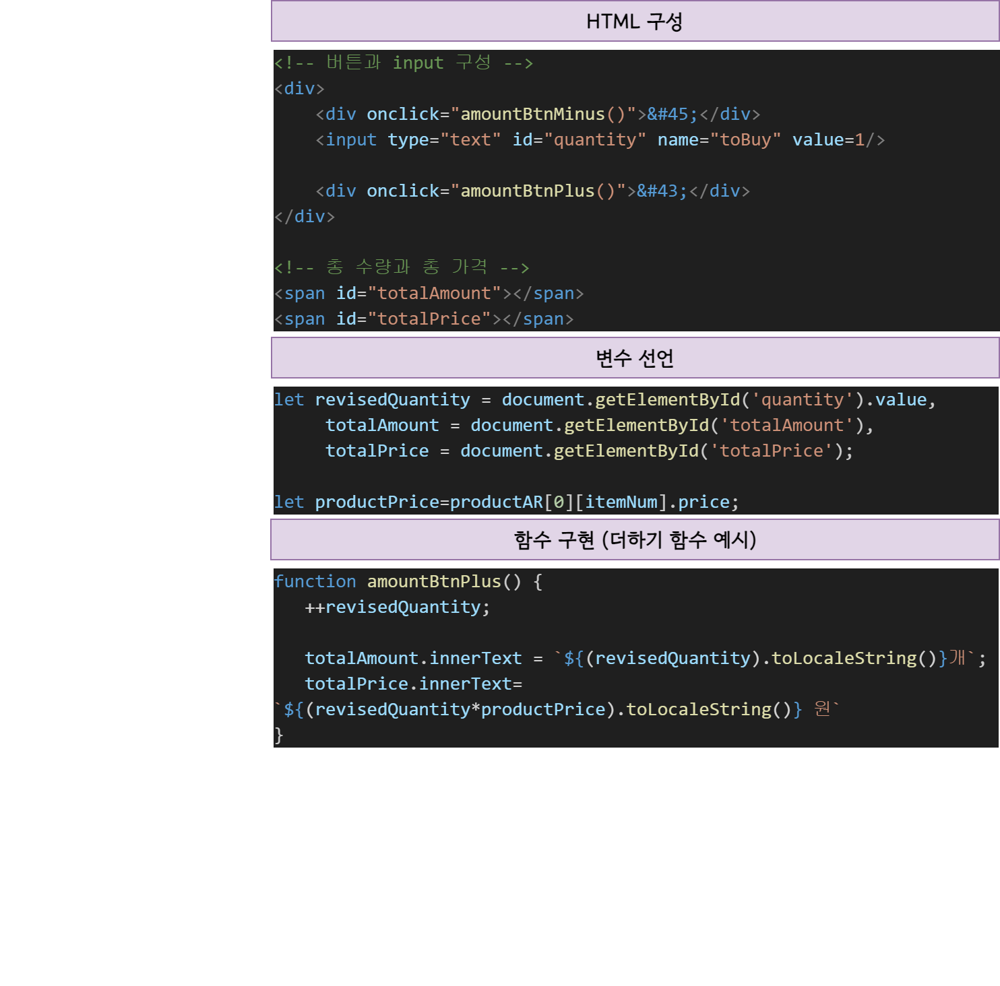 HTML 구성
<!-- 버튼과 input 구성 -->
<div>
    <div onclick="amountBtnMinus()">&#45;</div>
    <input type="text" id="quantity" name="toBuy" value=1/>
    <div onclick="amountBtnPlus()">&#43;</div>
</div>
<!-- 총 수량과 총 가격 -->
<span id="totalAmount"></span>
<span id="totalPrice"></span>
변수 선언
let revisedQuantity = document.getElementById('quantity').value,
     totalAmount = document.getElementById('totalAmount'),
     totalPrice = document.getElementById('totalPrice');
let productPrice=productAR[0][itemNum].price;
함수 구현 (더하기 함수 예시)
function amountBtnPlus() {
   ++revisedQuantity;
   totalAmount.innerText = `${(revisedQuantity).toLocaleString()}개`;
   totalPrice.innerText=
`${(revisedQuantity*productPrice).toLocaleString()} 원`
}